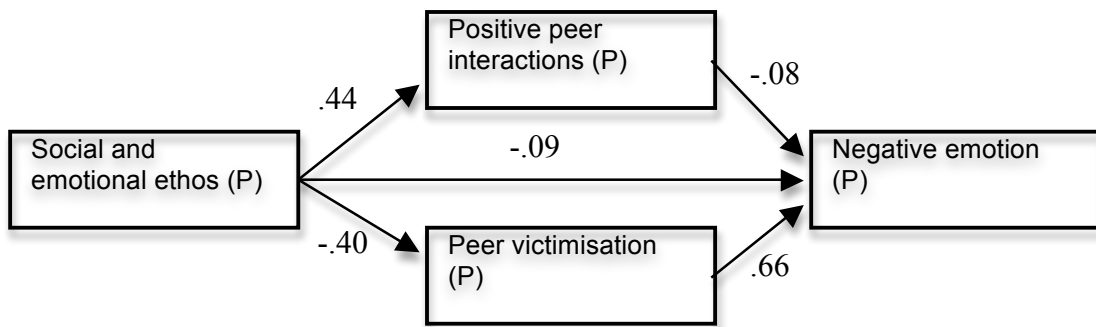 Positive peer
interactions (P)
-.08
.44
Social and
emotional ethos (P)
-.09
Negative emotion
(P)
-.40
Peer victimisation
(P)
.66